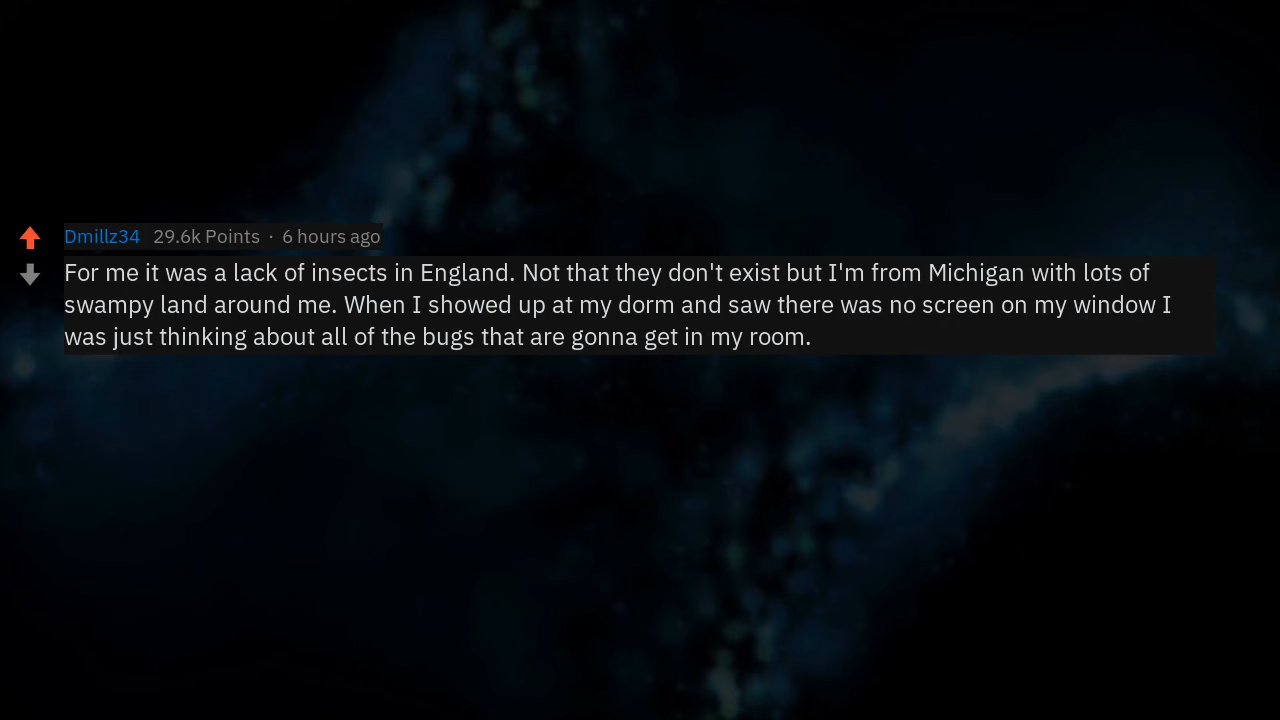 Dmillz34 29.6k Points · 6 hours ago
For me it was a lack of insects in England. Not that they don't exist but I'm from Michigan with lots of
swampy land around me. When I showed up at my dorm and saw there was no screen on my window I
was just thinking about all of the bugs that are gonna get in my room.